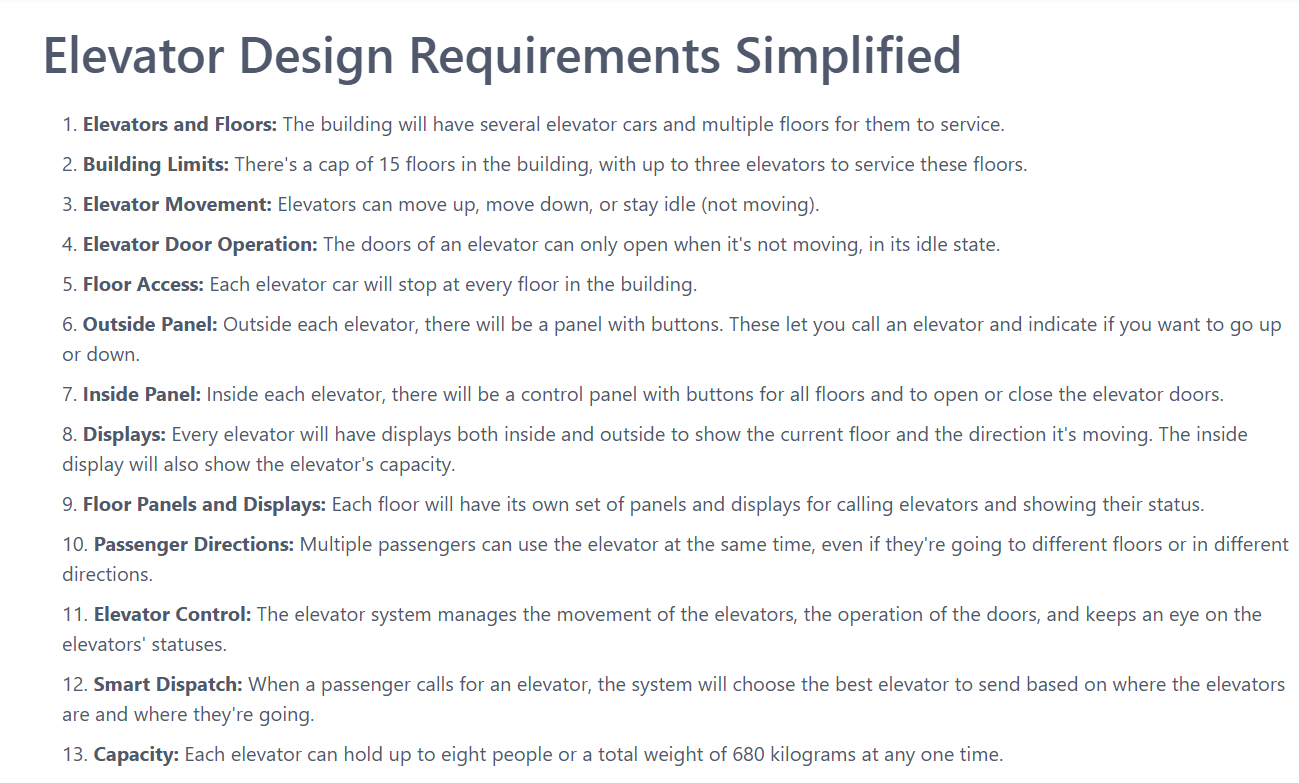 Elevator Design Requirements Simplified
1. Elevators and Floors: The building will have several elevator cars and multiple floors for them to service.
2. Building Limits: There's a cap of 15 floors in the building, with up to three elevators to service these floors.
3. Elevator Movement: Elevators can move up, move down, or stay idle (not moving).
4. Elevator Door Operation: The doors of an elevator can only open when it's not moving, in its idle state.
5. Floor Access: Each elevator car will stop at every floor in the building.
6. Outside Panel: Outside each elevator, there will be a panel with buttons. These let you call an elevator and indicate if you want to go up
or down.
7. Inside Panel: Inside each elevator, there will be a control panel with buttons for all floors and to open or close the elevator doors.
8. Displays: Every elevator will have displays both inside and outside to show the current floor and the direction it's moving. The inside
display will also show the elevator's capacity.
9. Floor Panels and Displays: Each floor will have its own set of panels and displays for calling elevators and showing their status.
10. Passenger Directions: Multiple passengers can use the elevator at the same time, even if they're going to different floors or in different
directions.
11. Elevator Control: The elevator system manages the movement of the elevators, the operation of the doors, and keeps an eye on the
elevators' statuses.
12. Smart Dispatch: When a passenger calls for an elevator, the system will choose the best elevator to send based on where the elevators
are and where they're going.
13. Capacity: Each elevator can hold up to eight people or a total weight of 680 kilograms at any one time.